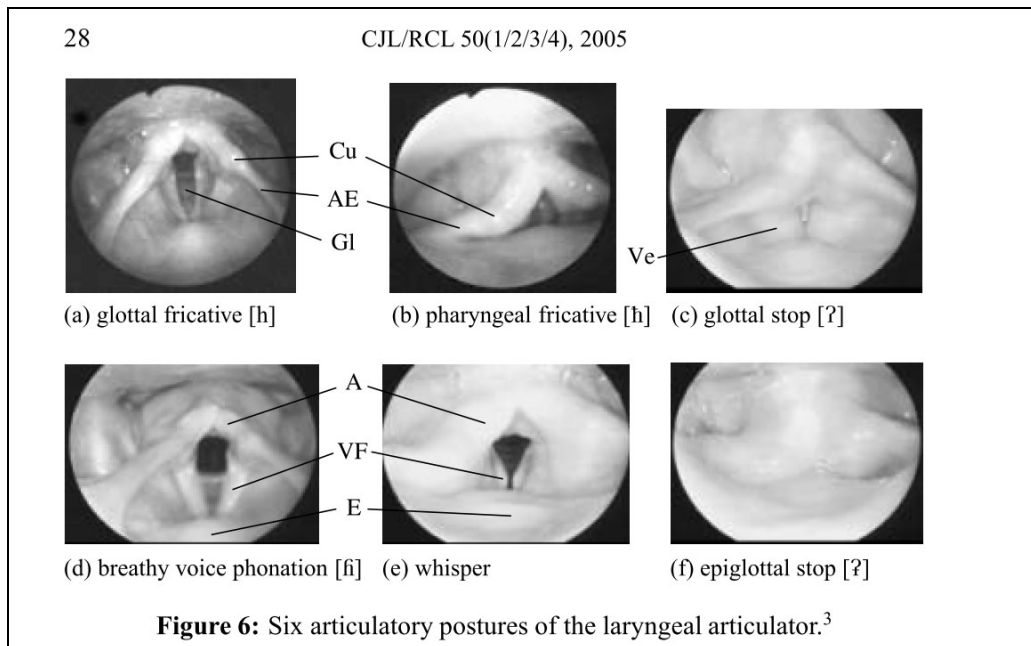 28 CJL/RCL 50(1/2/3/4), 2005
Cu
AE
Gl
Ve
(a) glottal fricative [h] (b) pharyngeal fricative [ħ] (c) glottal stop [ʔ]
A
VF
E
(d) breathy voice phonation [ɦ] (e) whisper (f) epiglottal stop [ʡ]
Figure 6: Six articulatory postures of the laryngeal articulator.3